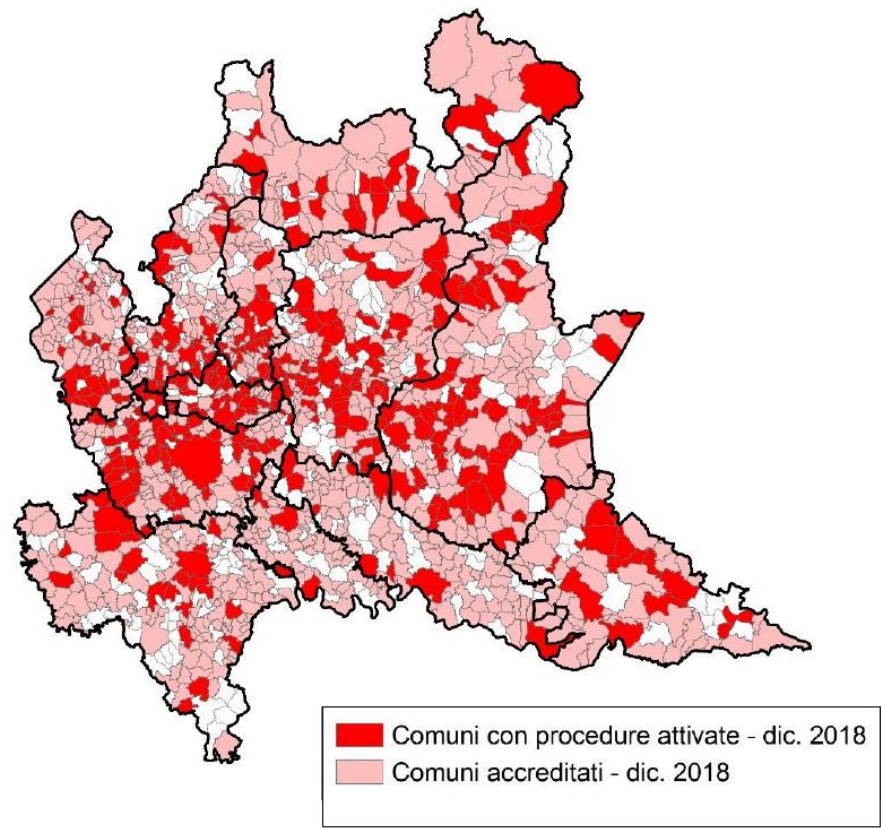 Comuni con procedure attivate - dic. 2018
Comuni accreditati - dic. 2018